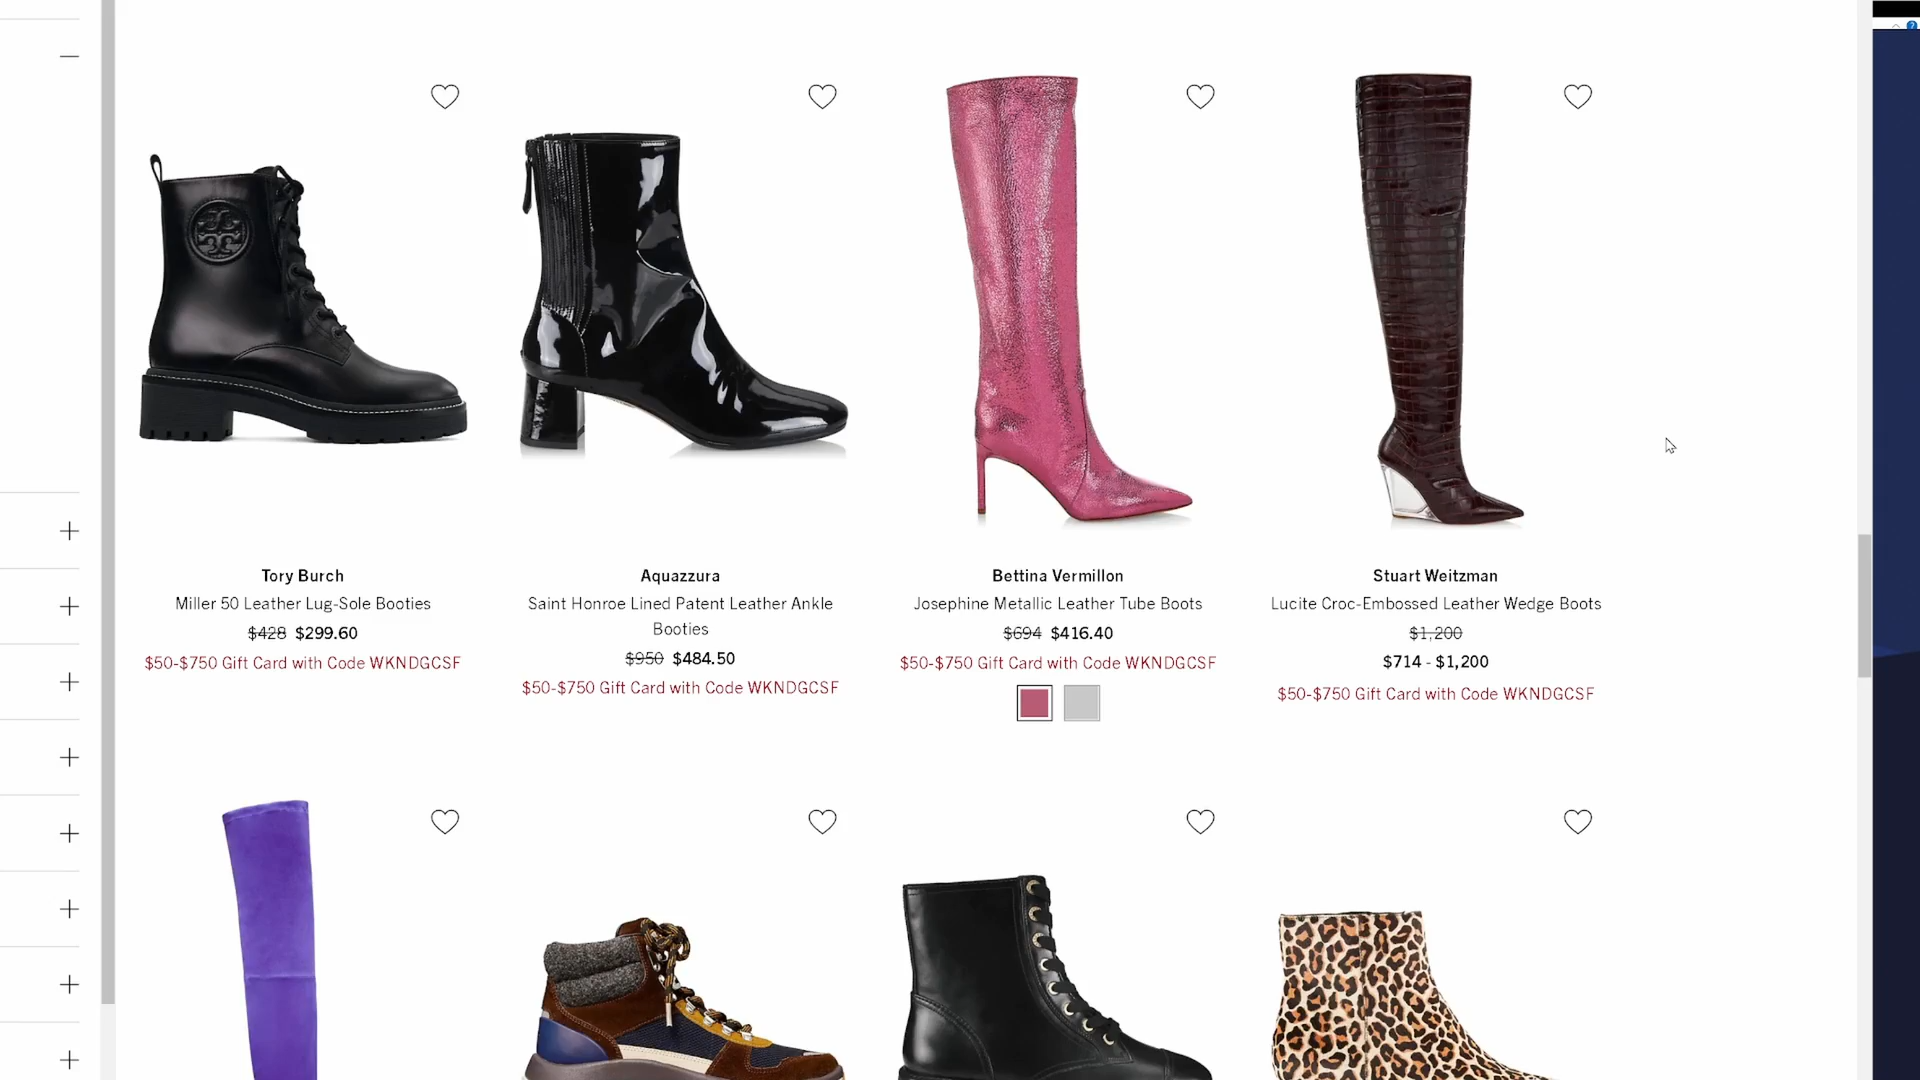 Tory Burch
Miller 50 Leather Lug-Sole Booties
$428 $299.60
$50-$750 Gift Card with Code WKNDGCSF
Aquazzura
Saint Honroe Lined Patent Leather Ankle
Booties
$950 $484.50
$50-$750 Gift Card with Code WKNDGCSF
Bettina Vermillon
Josephine Metallic Leather Tube Boots
$694 $416.40
$50-$750 Gift Card with Code WKNDGCSF
Stuart Weitzman
Lucite Croc-Embossed Leather Wedge Boots
$1,200
$714 - $1,200
$50-$750 Gift Card with Code WKNDGCSF